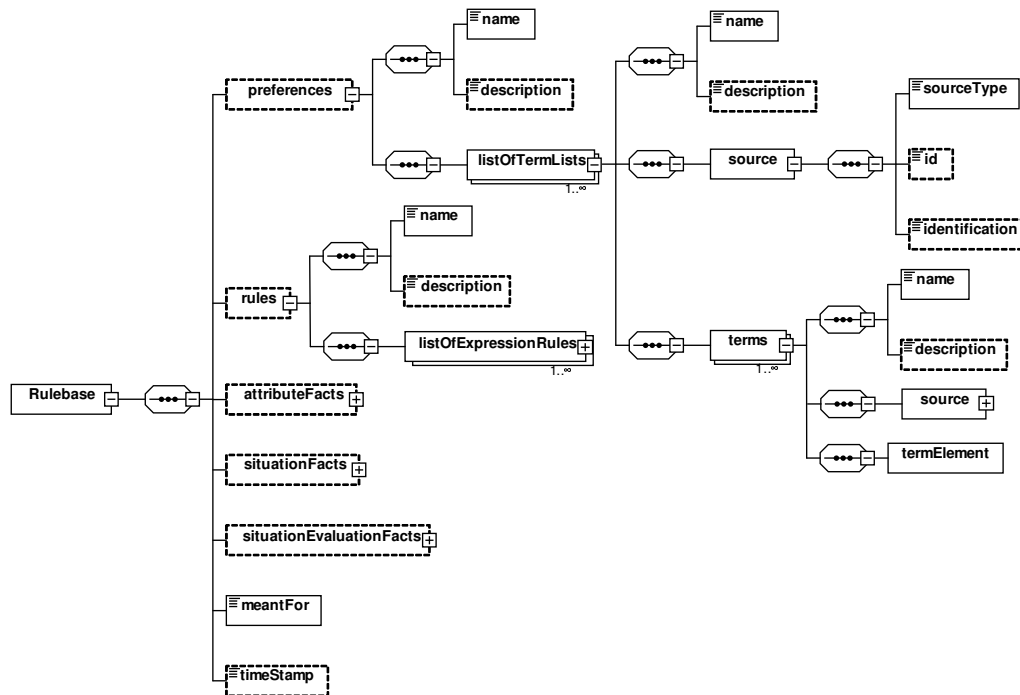 name
name
preferences
description
description
sourceType
listOfTermLists
1..∞
source
id
name
identification
rules
description
name
listOfExpressionRules
1..∞
terms
1..∞
description
Rulebase
attributeFacts
source
situationFacts
termElement
situationEvaluationFacts
meantFor
timeStamp